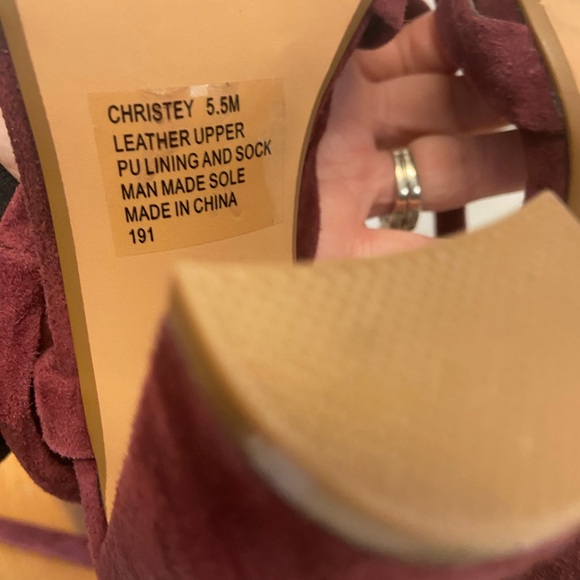 CHRISTEY 5.5M
LEATHER UPPER
PU LINING AND SOCK
MAN MADE SOLE
MADE IN CHINA
191